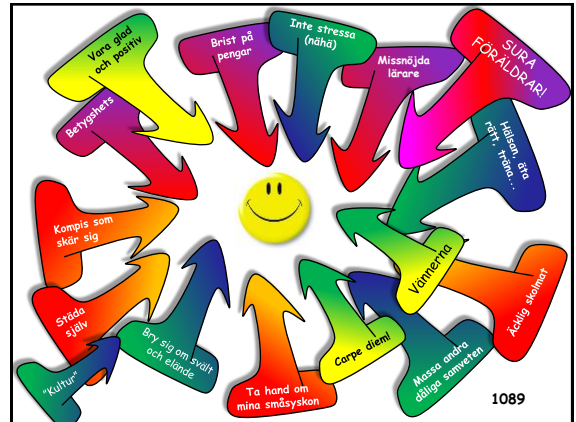 Vara glad
och positiv
Brist på
pengar
Inte stressa
(nähä)
Missnöjda
lärare
SURA
FÖRÄLDRAR!
Betygshets
Hälsan, äta
rätt, träna...
Kompis som
skär sig
Vännerna
Äcklig skolmat
Städa
själv
Bry sig om svält
och elände
"Kultur"
Ta hand om
mina småsyskon
Carpe diem!
Massa andra
dåliga samveten
1089